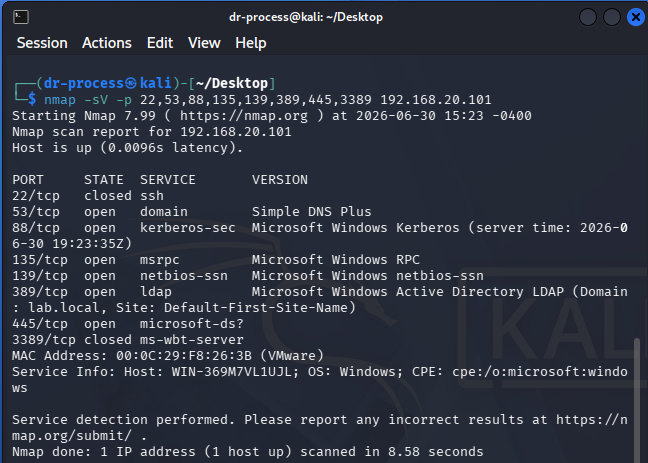 dr-process@kali: ~/Desktop
Session Actions Edit View Help
┌──(dr-process㉿kali)-[~/Desktop]
└─$ nmap -sV -p 22,53,88,135,139,389,445,3389 192.168.20.101
Starting Nmap 7.99 ( https://nmap.org ) at 2026-06-30 15:23 -0400
Nmap scan report for 192.168.20.101
Host is up (0.0096s latency).
PORT     STATE  SERVICE       VERSION
22/tcp   closed ssh
53/tcp   open   domain        Simple DNS Plus
88/tcp   open   kerberos-sec  Microsoft Windows Kerberos (server time: 2026-0
6-30 19:23:35Z)
135/tcp  open   msrpc         Microsoft Windows RPC
139/tcp  open   netbios-ssn   Microsoft Windows netbios-ssn
389/tcp  open   ldap          Microsoft Windows Active Directory LDAP (Domain
: lab.local, Site: Default-First-Site-Name)
445/tcp  open   microsoft-ds?
3389/tcp closed ms-wbt-server
MAC Address: 00:0C:29:F8:26:3B (VMware)
Service Info: Host: WIN-369M7VL1UJL; OS: Windows; CPE: cpe:/o:microsoft:windo
ws
Service detection performed. Please report any incorrect results at https://n
map.org/submit/ .
Nmap done: 1 IP address (1 host up) scanned in 8.58 seconds
KAL